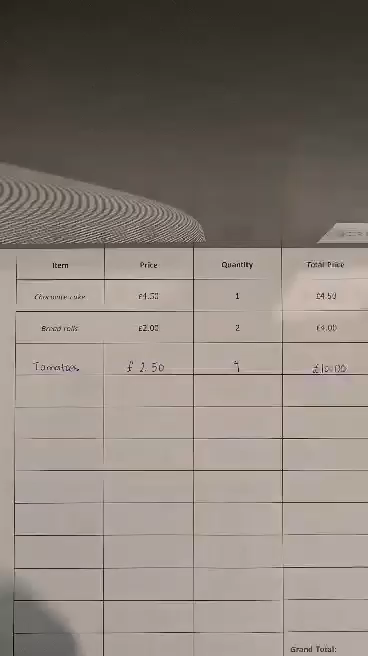 Item Price Quantity Total Price
Chocolate cake £4.50 1 £4.50
Bread rolls £2.00 2 £4.00
Tomatoes £ 2.50 4 £10.00
Grand Total: